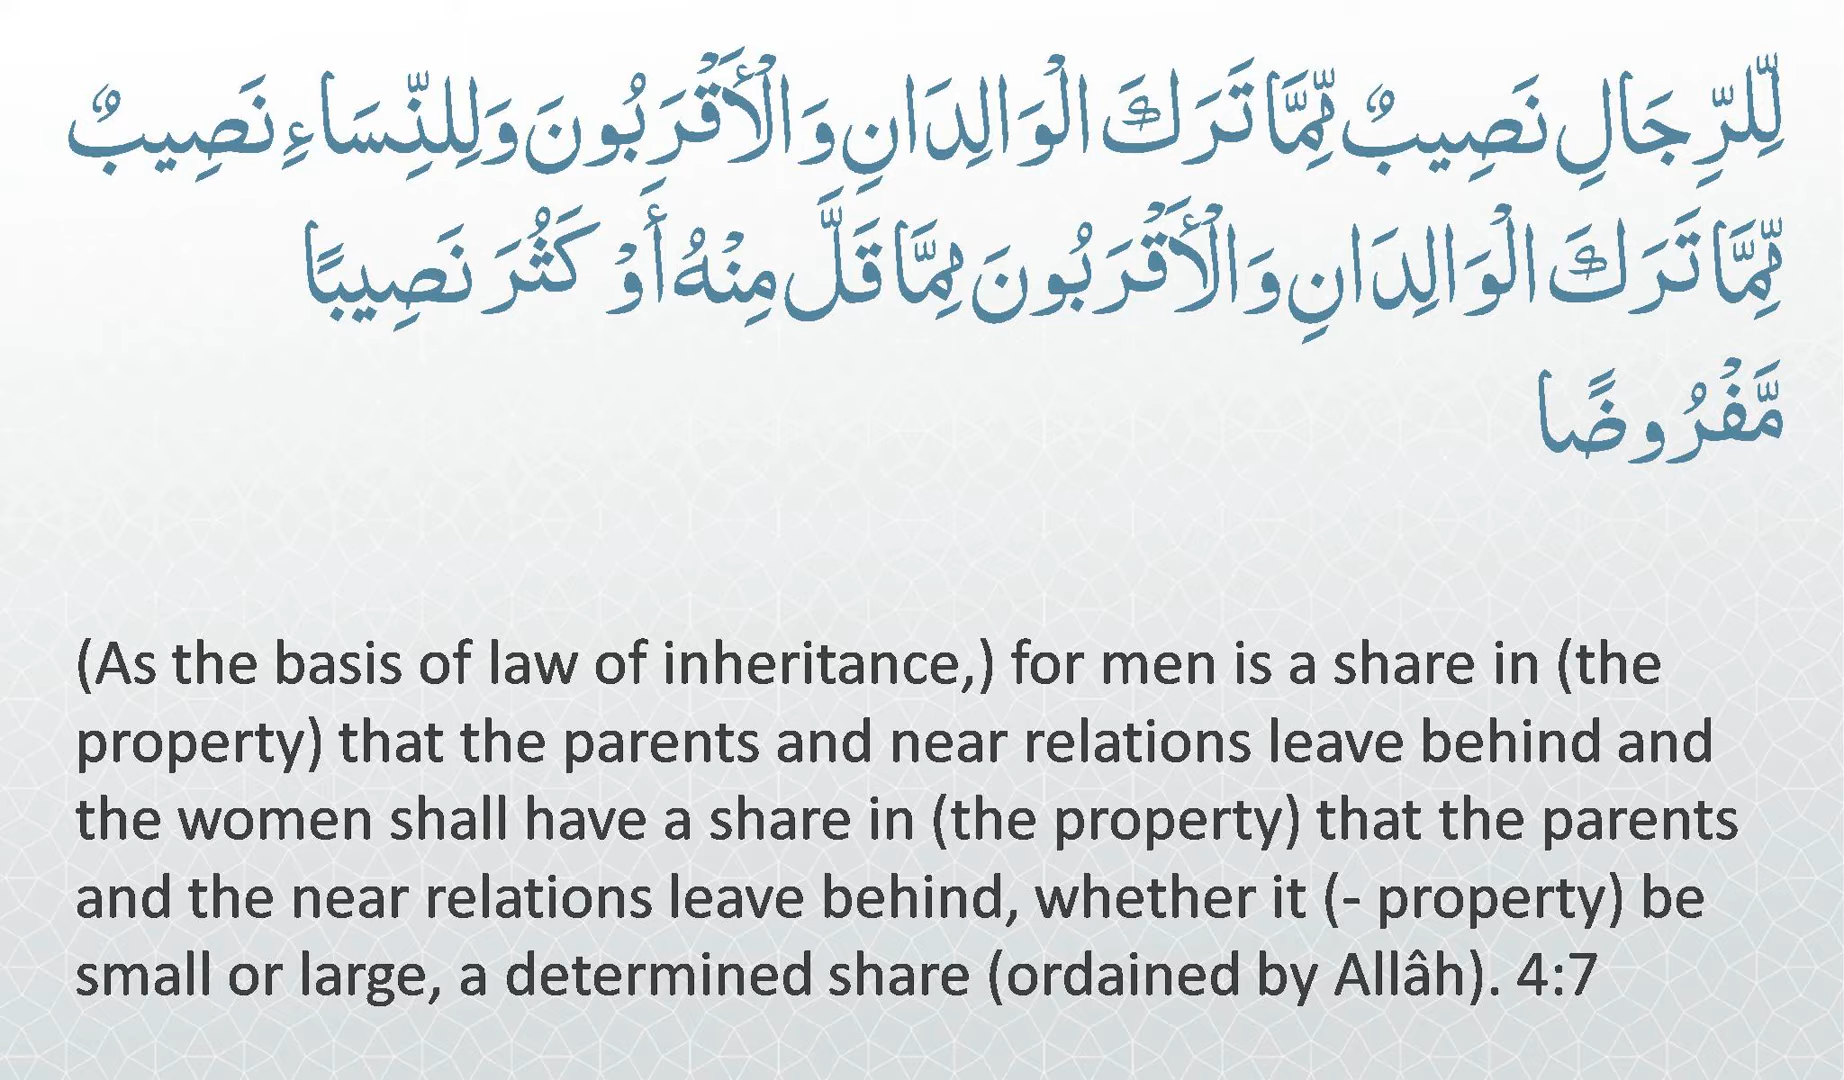 لِّلرِّجَالِ نَصِيبٌ مِّمَّا تَرَكَ الْوَالِدَانِ وَالْأَقْرَبُونَ وَلِلنِّسَاءِ نَصِيبٌ
مِّمَّا تَرَكَ الْوَالِدَانِ وَالْأَقْرَبُونَ مِمَّا قَلَّ مِنْهُ أَوْ كَثُرَ نَصِيبًا
مَّفْرُوضًا
(As the basis of law of inheritance,) for men is a share in (the
property) that the parents and near relations leave behind and
the women shall have a share in (the property) that the parents
and the near relations leave behind, whether it (- property) be
small or large, a determined share (ordained by Allâh). 4:7